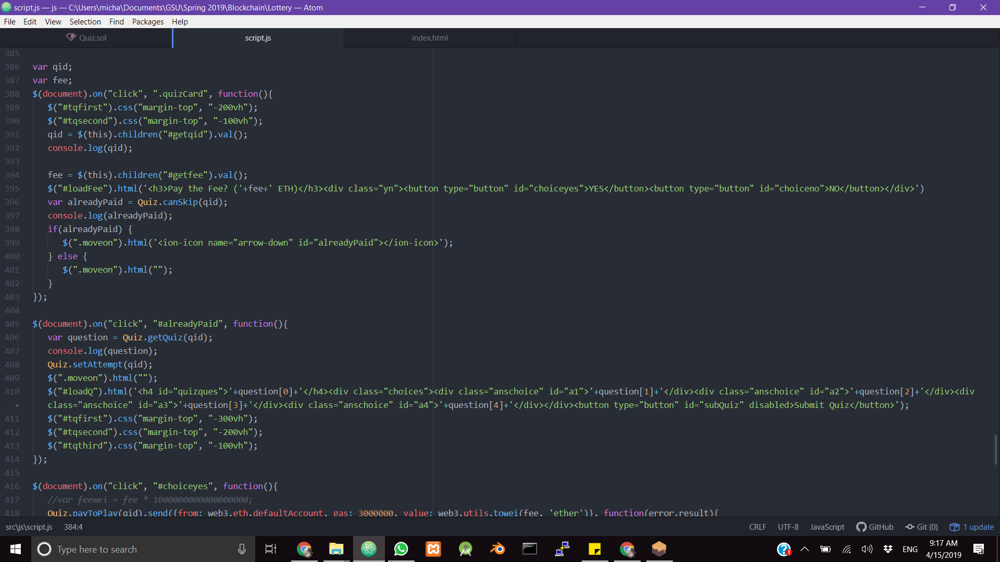 script.js — js — C:\Users\micha\Documents\GSU\Spring 2019\Blockchain\Lottery — Atom
File Edit View Selection Find Packages Help
Quiz.sol script.js index.html
385
386 var qid;
387 var fee;
388 $(document).on("click", ".quizCard", function(){
389 $("#tqfirst").css("margin-top", "-200vh");
390 $("#tqsecond").css("margin-top", "-100vh");
391 qid = $(this).children("#getqid").val();
392 console.log(qid);
393
394 fee = $(this).children("#getfee").val();
395 $("#loadFee").html('<h3>Pay the Fee? ('+fee+' ETH)</h3><div class="yn"><button type="button" id="choiceyes">YES</button><button type="button" id="choiceno">NO</button></div>')
396 var alreadyPaid = Quiz.canSkip(qid);
397 console.log(alreadyPaid);
398 if(alreadyPaid) {
399 $(".moveon").html('<ion-icon name="arrow-down" id="alreadyPaid"></ion-icon>');
400 } else {
401 $(".moveon").html("");
402 }
403 });
404
405 $(document).on("click", "#alreadyPaid", function(){
406 var question = Quiz.getQuiz(qid);
407 console.log(question);
408 Quiz.setAttempt(qid);
409 $(".moveon").html("");
410 $("#loadQ").html('<h4 id="quizques">'+question[0]+'</h4><div class="choices"><div class="anschoice" id="a1">'+question[1]+'</div><div class="anschoice" id="a2">'+question[2]+'</div><div
• class="anschoice" id="a3">'+question[3]+'</div><div class="anschoice" id="a4">'+question[4]+'</div></div><button type="button" id="subQuiz" disabled>Submit Quiz</button>');
411 $("#tqfirst").css("margin-top", "-300vh");
412 $("#tqsecond").css("margin-top", "-200vh");
413 $("#tqthird").css("margin-top", "-100vh");
414 });
415
416 $(document).on("click", "#choiceyes", function(){
417 //var feewei = fee * 1000000000000000000;
418 Quiz.payToPlay(qid).send({from: web3.eth.defaultAccount, gas: 3000000, value: web3.utils.towei(fee, 'ether')}, function(error,result){
src\js\script.js 384:4 CRLF UTF-8 JavaScript GitHub Git (0) 1 update
Type here to search ENG 9:17 AM
4/15/2019